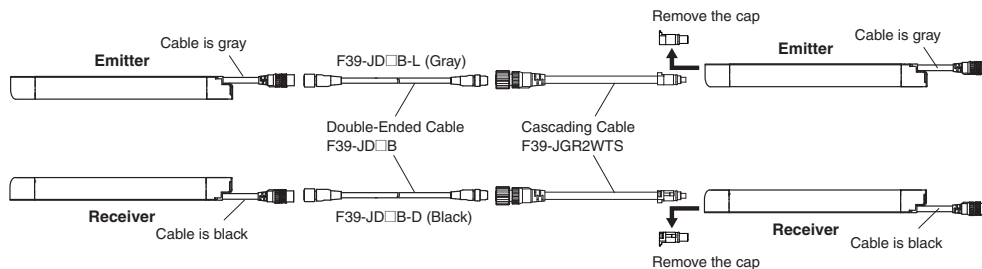 Remove the cap
Cable is gray
Emitter
F39-JD□B-L (Gray)
Emitter
Cable is gray
Double-Ended Cable
F39-JD□B
Cascading Cable
F39-JGR2WTS
Receiver
Cable is black
F39-JD□B-D (Black)
Receiver
Cable is black
Remove the cap